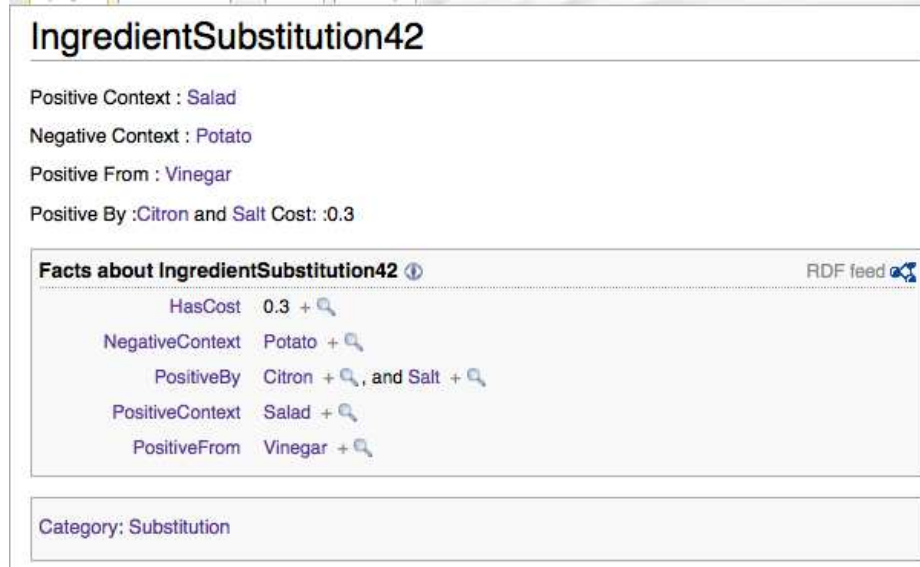 IngredientSubstitution42
Positive Context : Salad
Negative Context : Potato
Positive From : Vinegar
Positive By :Citron and Salt Cost: :0.3
Facts about IngredientSubstitution42
RDF feed
HasCost 0.3 +
NegativeContext Potato +
PositiveBy Citron + , and Salt +
PositiveContext Salad +
PositiveFrom Vinegar +
Category: Substitution